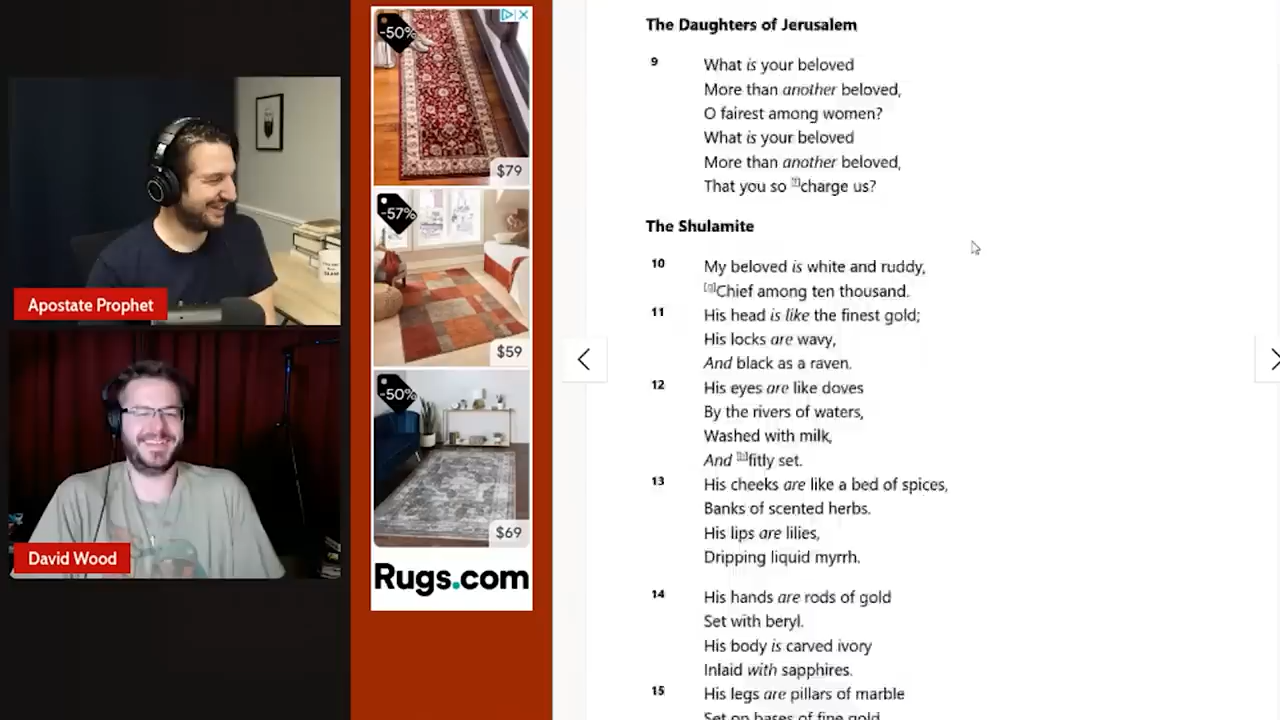 Apostate Prophet
David Wood
-50%
$79
-57%
$59
-50%
$69
Rugs.com
The Daughters of Jerusalem
9 What is your beloved
More than another beloved,
O fairest among women?
What is your beloved
More than another beloved,
That you so charge us?
The Shulamite
10 My beloved is white and ruddy,
Chief among ten thousand.
11 His head is like the finest gold;
His locks are wavy,
And black as a raven.
12 His eyes are like doves
By the rivers of waters,
Washed with milk,
And fitly set.
13 His cheeks are like a bed of spices,
Banks of scented herbs.
His lips are lilies,
Dripping liquid myrrh.
14 His hands are rods of gold
Set with beryl.
His body is carved ivory
Inlaid with sapphires.
15 His legs are pillars of marble
Set on bases of fine gold